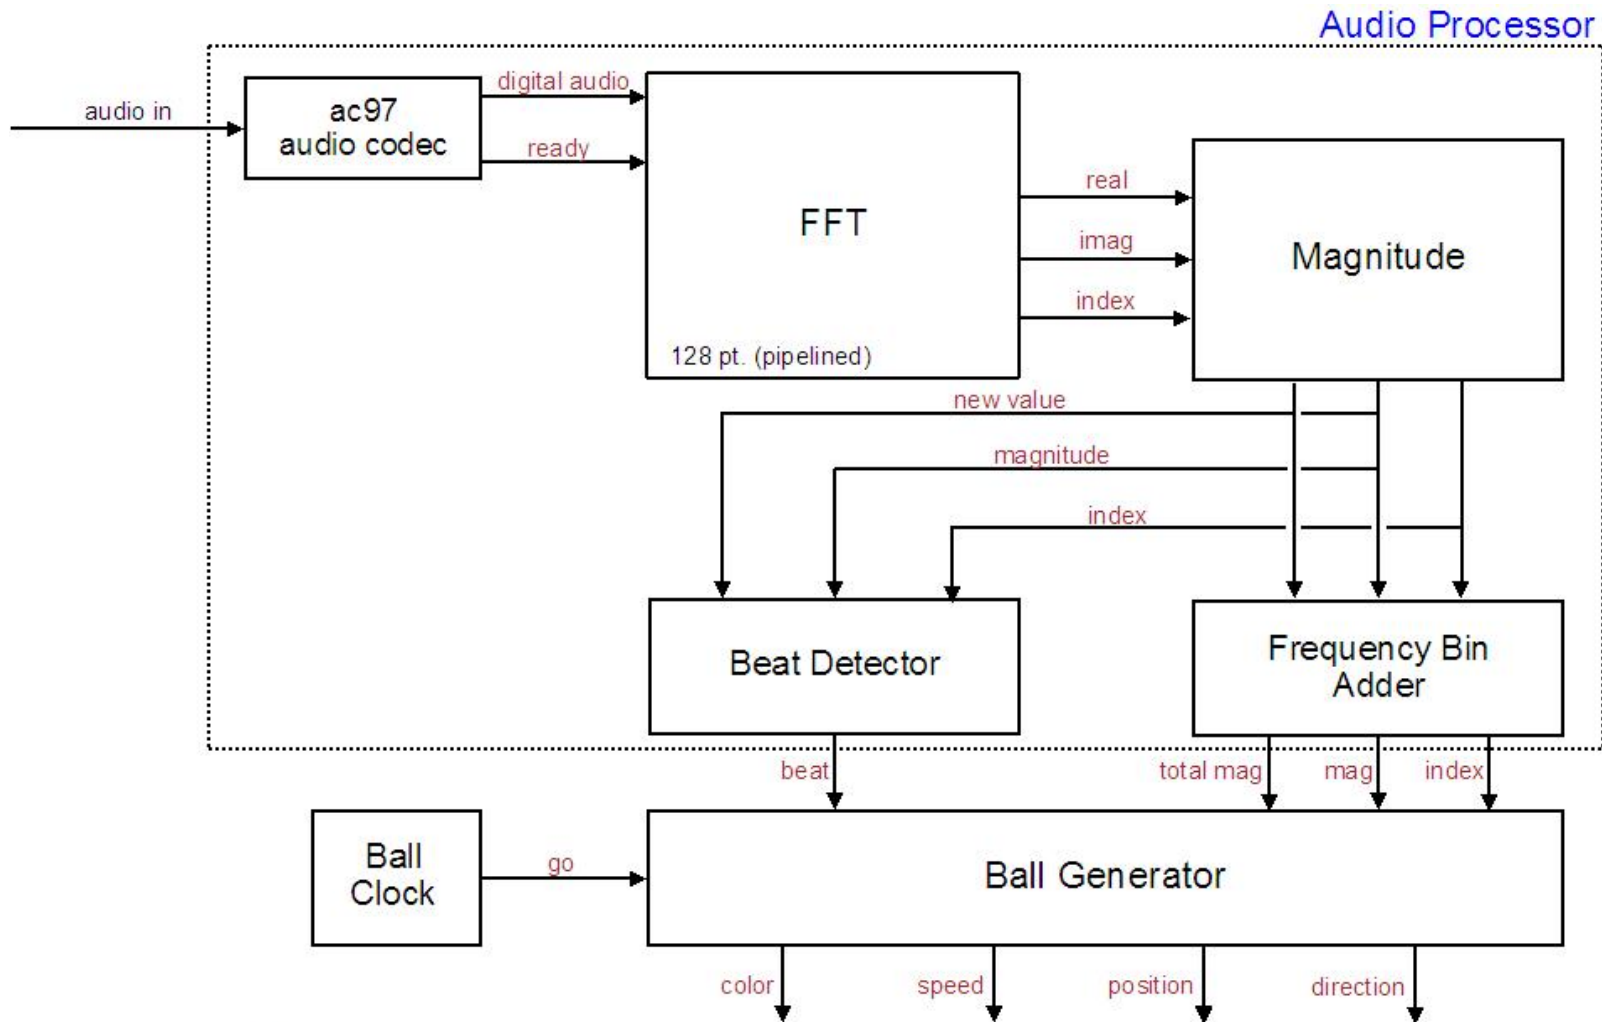 Audio Processor
audio in
ac97
audio codec
digital audio
ready
FFT
128 pt. (pipelined)
real
imag
index
Magnitude
new value
magnitude
index
Beat Detector
Frequency Bin
Adder
beat
total mag
mag
index
Ball
Clock
go
Ball Generator
color
speed
position
direction